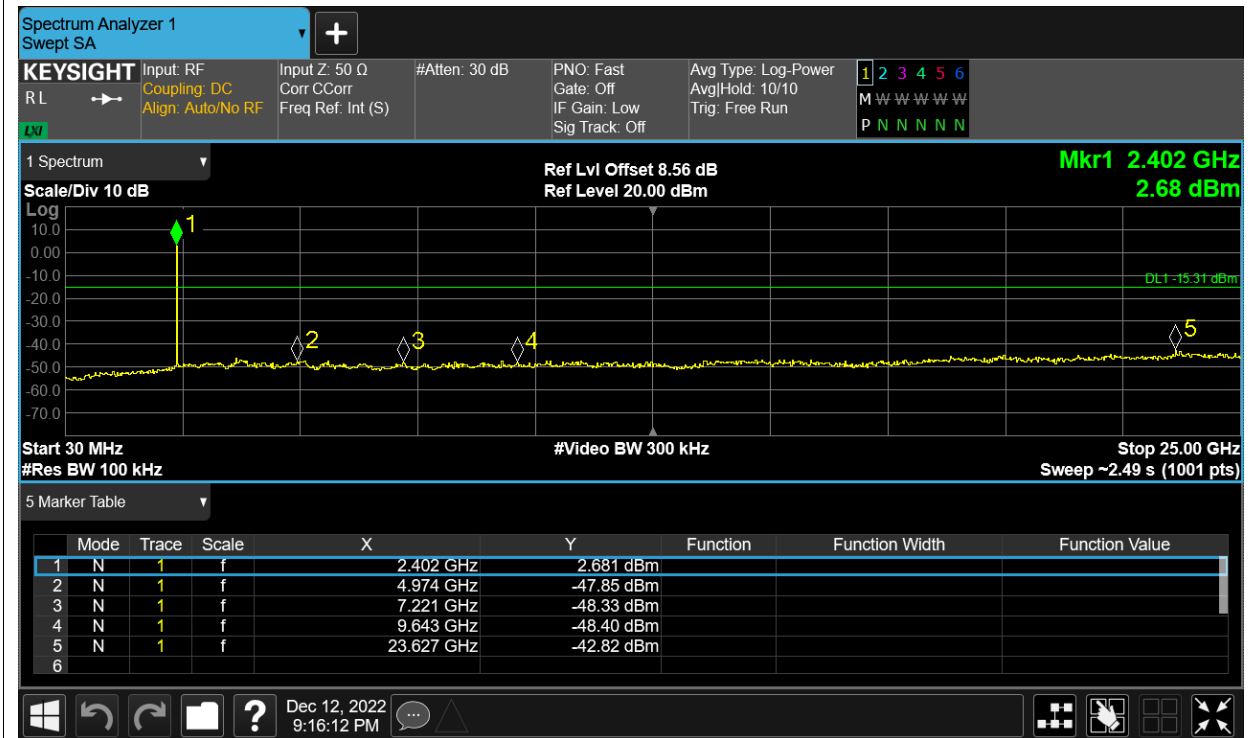 Spectrum Analyzer 1
Swept SA
KEYSIGHT
R L
LXI
Input: RF
Coupling: DC
Align: Auto/No RF
Input Z: 50 Ω
Corr CCorr
Freq Ref: Int (S)
#Atten: 30 dB
PNO: Fast
Gate: Off
IF Gain: Low
Sig Track: Off
Avg Type: Log-Power
Avg|Hold: 10/10
Trig: Free Run
1 2 3 4 5 6
M W W W W W
P N N N N N
1 Spectrum
Scale/Div 10 dB
Ref Lvl Offset 8.56 dB
Ref Level 20.00 dBm
Mkr1 2.402 GHz
2.68 dBm
Log
10.0
0.00
-10.0
-20.0
-30.0
-40.0
-50.0
-60.0
-70.0
1
2
3
4
5
DL1 -15.31 dBm
Start 30 MHz
#Video BW 300 kHz
Stop 25.00 GHz
#Res BW 100 kHz
Sweep ~2.49 s (1001 pts)
5 Marker Table
Mode Trace Scale X Y Function Function Width Function Value
1 N 1 f 2.402 GHz 2.681 dBm
2 N 1 f 4.974 GHz -47.85 dBm
3 N 1 f 7.221 GHz -48.33 dBm
4 N 1 f 9.643 GHz -48.40 dBm
5 N 1 f 23.627 GHz -42.82 dBm
6
?
Dec 12, 2022
9:16:12 PM